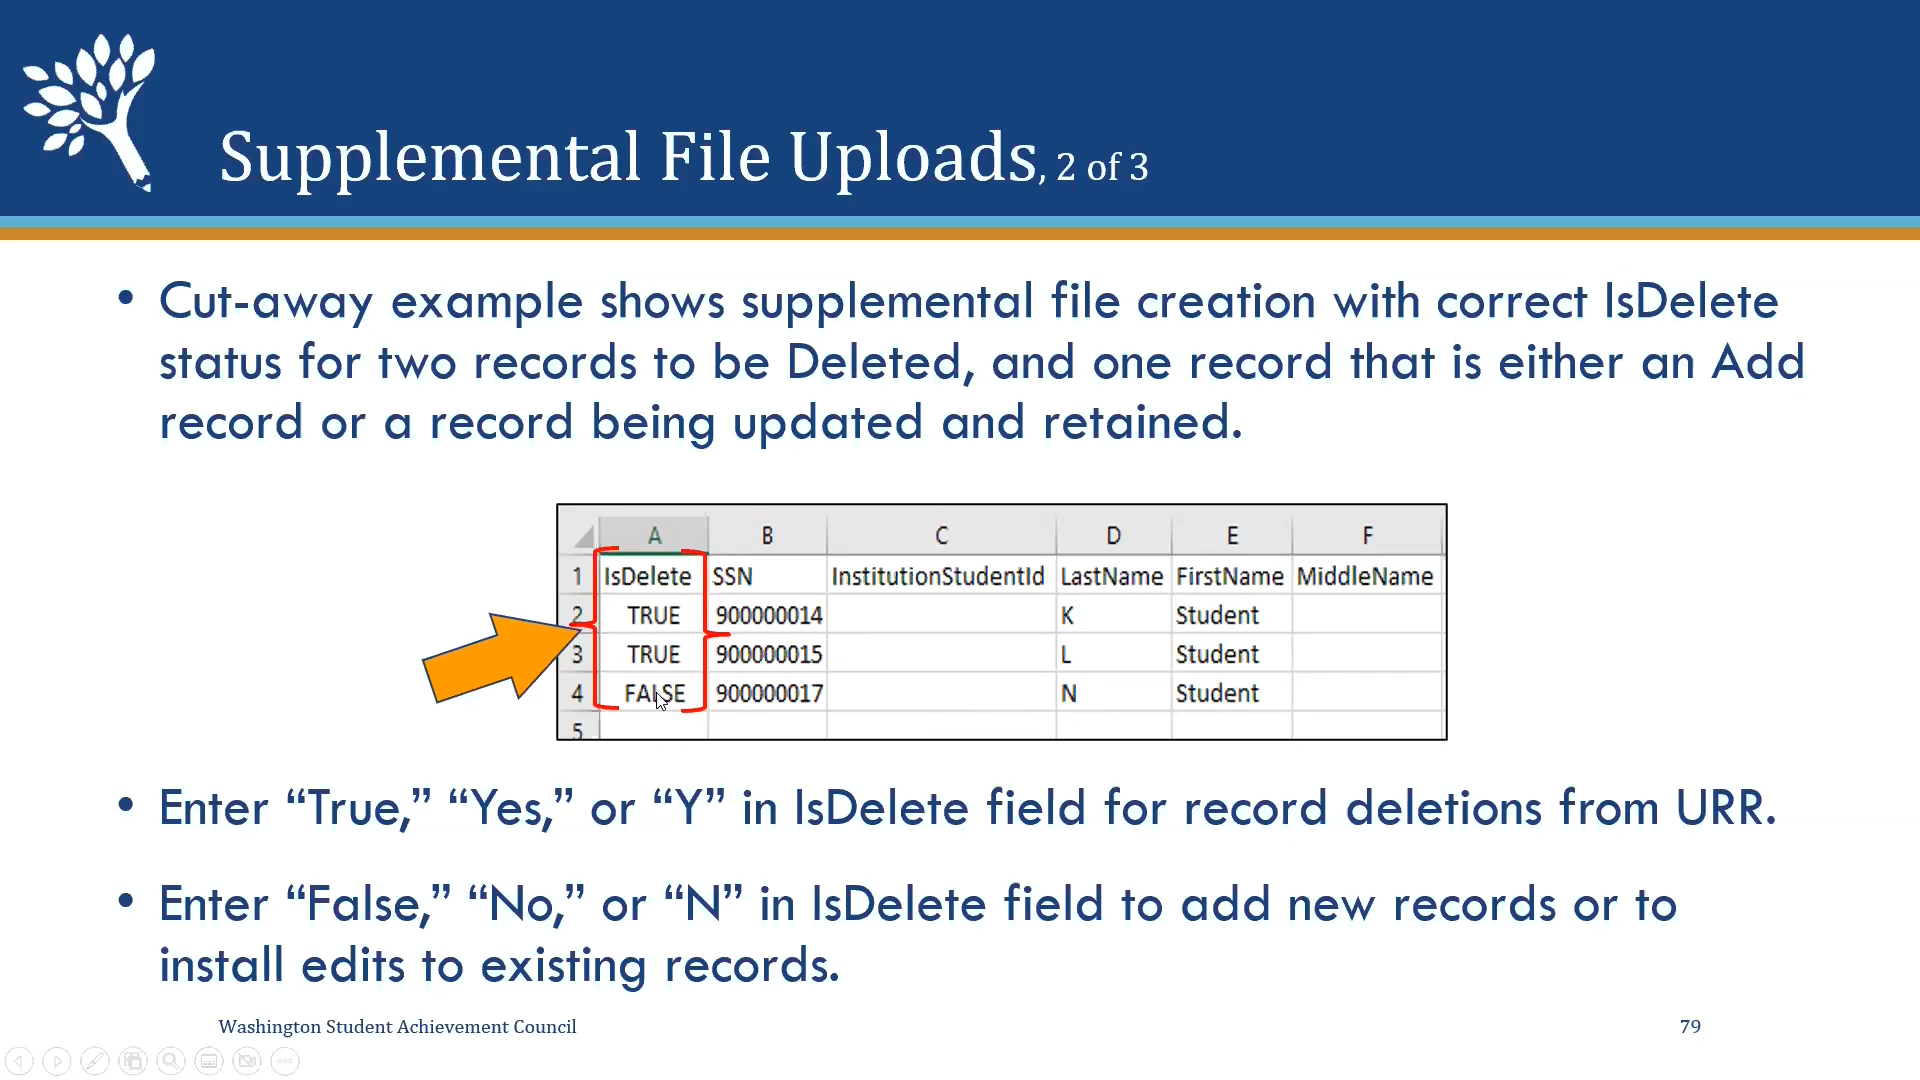 Supplemental File Uploads, 2 of 3
• Cut-away example shows supplemental file creation with correct IsDelete
status for two records to be Deleted, and one record that is either an Add
record or a record being updated and retained.
A B C D E F
1 IsDelete SSN InstitutionStudentId LastName FirstName MiddleName
2 TRUE 900000014 K Student
3 TRUE 900000015 L Student
4 FALSE 900000017 N Student
5
• Enter “True,” “Yes,” or “Y” in IsDelete field for record deletions from URR.
• Enter “False,” “No,” or “N” in IsDelete field to add new records or to
install edits to existing records.
Washington Student Achievement Council 79